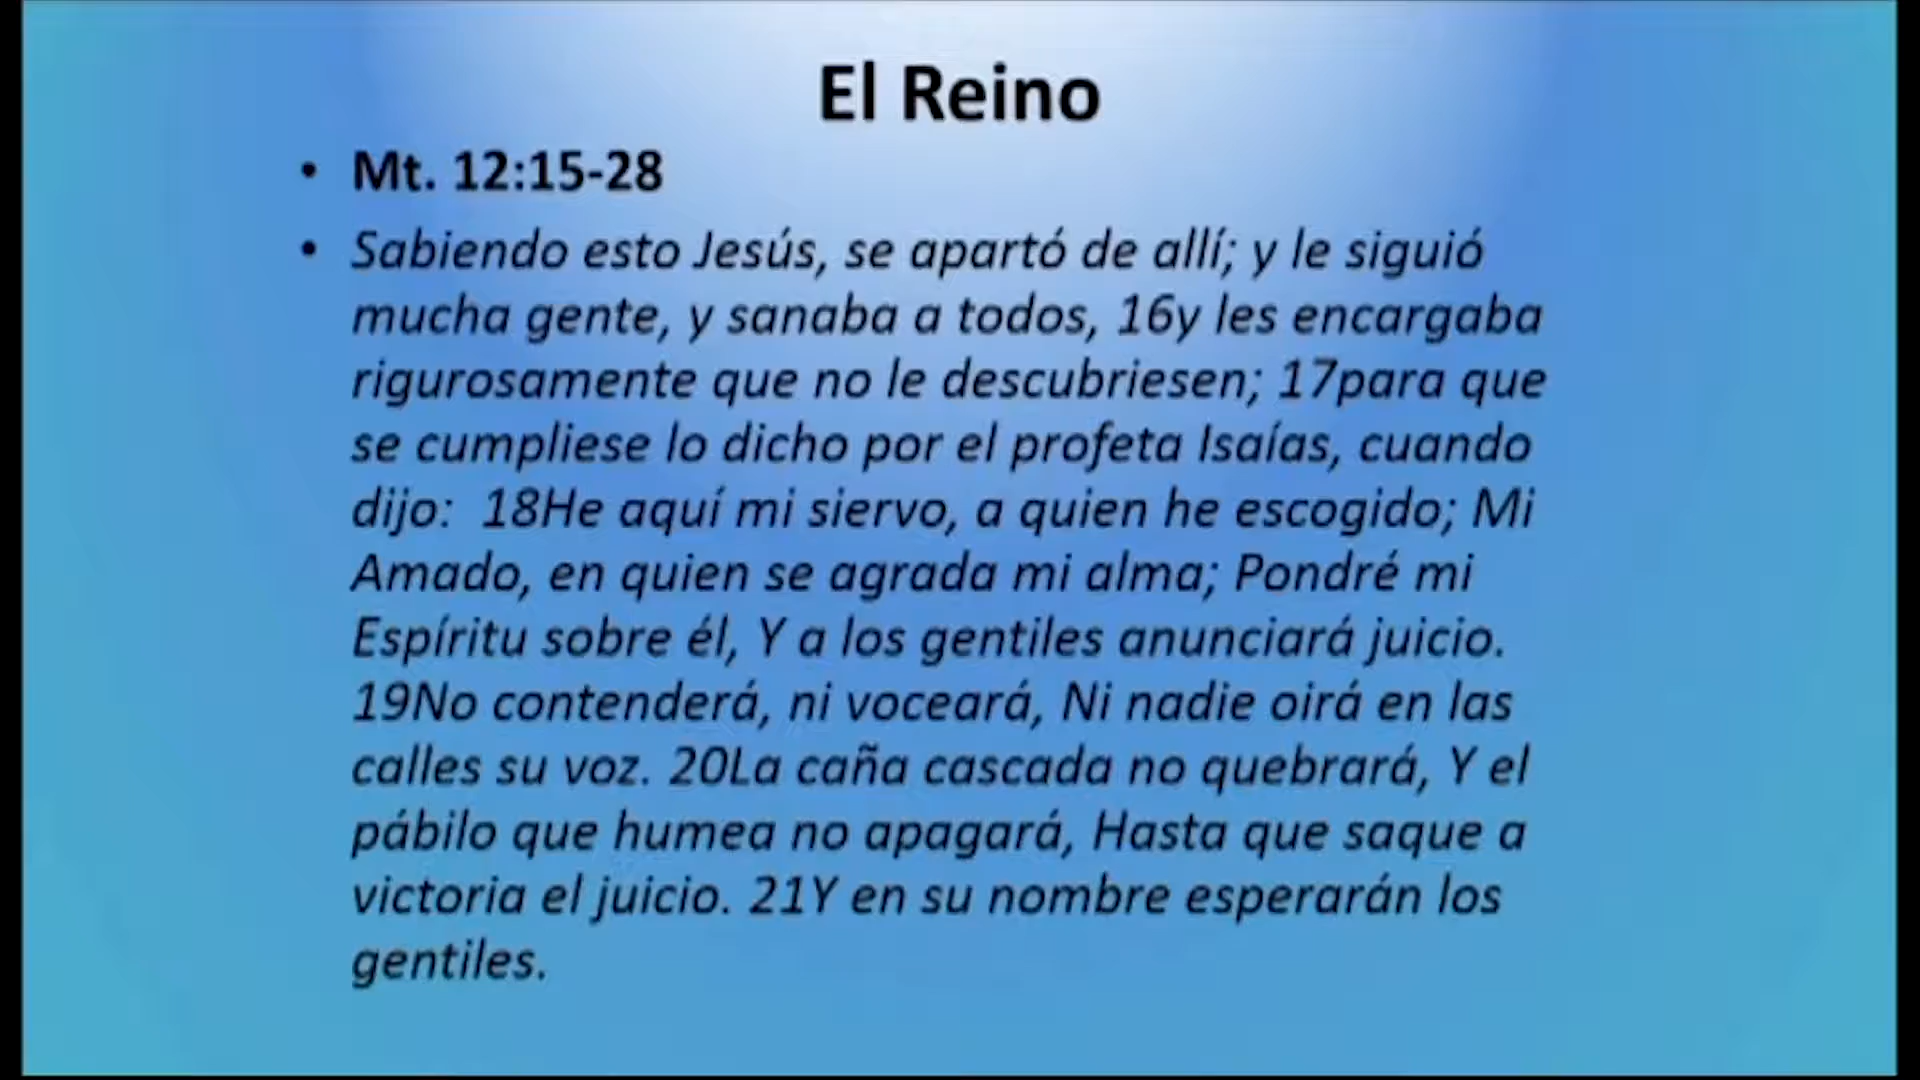 El Reino
• Mt. 12:15-28
• Sabiendo esto Jesús, se apartó de allí; y le siguió
mucha gente, y sanaba a todos, 16y les encargaba
rigurosamente que no le descubriesen; 17para que
se cumpliese lo dicho por el profeta Isaías, cuando
dijo:  18He aquí mi siervo, a quien he escogido; Mi
Amado, en quien se agrada mi alma; Pondré mi
Espíritu sobre él, Y a los gentiles anunciará juicio.
19No contenderá, ni voceará, Ni nadie oirá en las
calles su voz. 20La caña cascada no quebrará, Y el
pábilo que humea no apagará, Hasta que saque a
victoria el juicio. 21Y en su nombre esperarán los
gentiles.